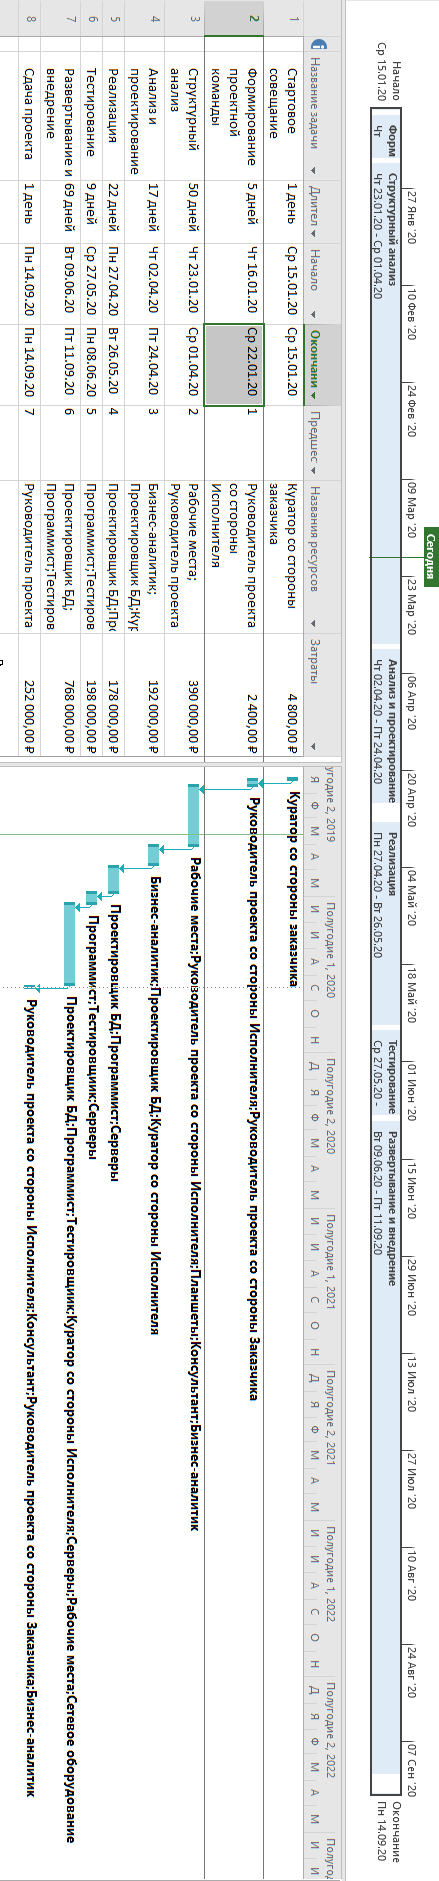 Сегодня
27 Янв '20
10 Фев '20
24 Фев '20
09 Мар '20
23 Мар '20
06 Апр '20
20 Апр '20
04 Май '20
18 Май '20
01 Июн '20
15 Июн '20
29 Июн '20
13 Июл '20
27 Июл '20
10 Авг '20
24 Авг '20
07 Сен '20
Начало
Ср 15.01.20
Форм
Чт
Структурный анализ
Чт 23.01.20 - Ср 01.04.20
Анализ и проектирование
Чт 02.04.20 - Пт 24.04.20
Реализация
Пн 27.04.20 - Вт 26.05.20
Тестирование
Ср 27.05.20 -
Развертывание и внедрение
Вт 09.06.20 - Пт 11.09.20
Окончание
Пн 14.09.20
Название задачи
Длител
Начало
Окончани
Предшес
Названия ресурсов
Затраты
угодие 2, 2019
Полугодие 1, 2020
Полугодие 2, 2020
Полугодие 1, 2021
Полугодие 2, 2021
Полугодие 1, 2022
Полугодие 2, 2022
Полугод
Я Ф М А М И И А С О Н Д Я Ф М А М И И А С О Н Д Я Ф М А М И И А С О Н Д Я Ф М А М И И
1
Стартовое
совещание
1 день
Ср 15.01.20
Ср 15.01.20
Куратор со стороны
заказчика
4 800,00 ₽
Куратор со стороны заказчика
2
Формирование
проектной
команды
5 дней
Чт 16.01.20
Ср 22.01.20
1
Руководитель проекта
со стороны
Исполнителя
2 400,00 ₽
Руководитель проекта со стороны Исполнителя;Руководитель проекта со стороны Заказчика
3
Структурный
анализ
50 дней
Чт 23.01.20
Ср 01.04.20
2
Рабочие места;
Руководитель проекта
390 000,00 ₽
Рабочие места;Руководитель проекта со стороны Исполнителя;Планшеты;Консультант;Бизнес-аналитик
4
Анализ и
проектирование
17 дней
Чт 02.04.20
Пт 24.04.20
3
Бизнес-аналитик;
Проектировщик БД;Кур
192 000,00 ₽
Бизнес-аналитик;Проектировщик БД;Куратор со стороны Исполнителя
5
Реализация
22 дней
Пн 27.04.20
Вт 26.05.20
4
Проектировщик БД;Прс
178 000,00 ₽
Проектировщик БД;Программист;Серверы
6
Тестирование
9 дней
Ср 27.05.20
Пн 08.06.20
5
Программист;Тестиров
198 000,00 ₽
Программист;Тестировщик;Серверы
7
Развертывание и
внедрение
69 дней
Вт 09.06.20
Пт 11.09.20
6
Проектировщик БД;
Программист;Тестиров
768 000,00 ₽
Проектировщик БД;Программист;Тестировщик;Куратор со стороны Исполнителя;Серверы;Рабочие места;Сетевое оборудование
8
Сдача проекта
1 день
Пн 14.09.20
Пн 14.09.20
7
Руководитель проекта
252 000,00 ₽
Руководитель проекта со стороны Исполнителя;Консультант;Руководитель проекта со стороны Заказчика;Бизнес-аналитик